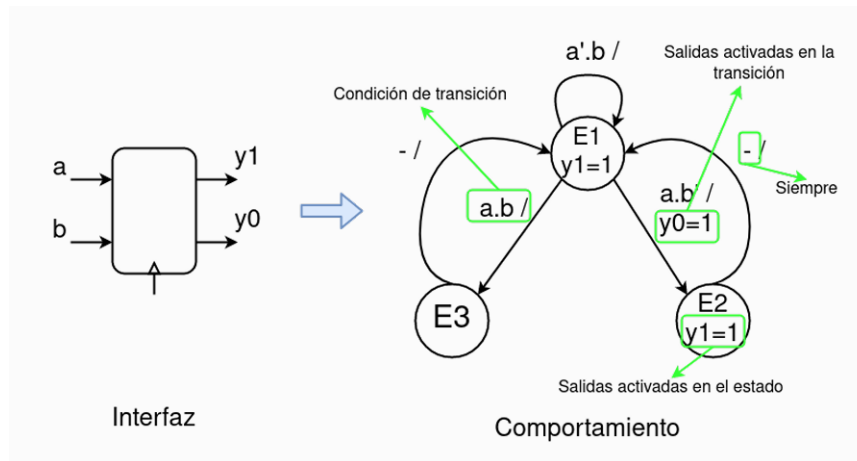 a'.b /
Salidas activadas en la
transición
Condición de transición
- /
E1
y1=1
- /
Siempre
a
y1
a.b /
a.b' /
y0=1
b
y0
E3
E2
y1=1
Salidas activadas en el estado
Interfaz
Comportamiento